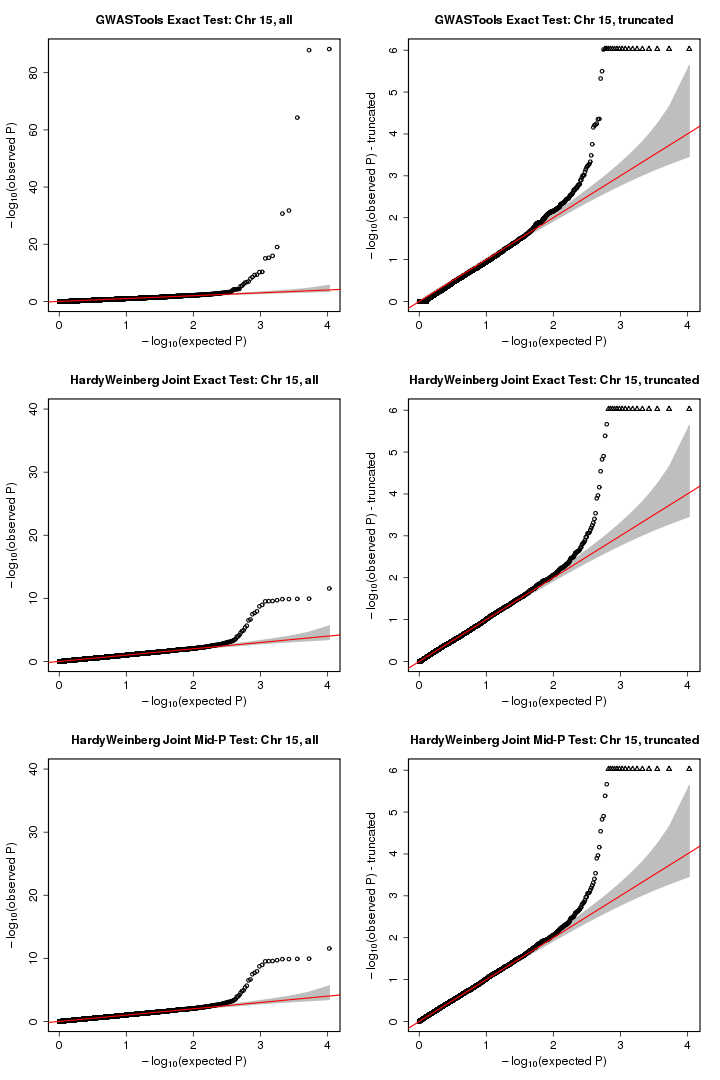 GWASTools Exact Test: Chr 15, all
− log10(observed P)
0 20 40 60 80
0 1 2 3 4
− log10(expected P)
GWASTools Exact Test: Chr 15, truncated
− log10(observed P) - truncated
0 1 2 3 4 5 6
0 1 2 3 4
− log10(expected P)
HardyWeinberg Joint Exact Test: Chr 15, all
− log10(observed P)
0 10 20 30 40
0 1 2 3 4
− log10(expected P)
HardyWeinberg Joint Exact Test: Chr 15, truncated
− log10(observed P) - truncated
0 1 2 3 4 5 6
0 1 2 3 4
− log10(expected P)
HardyWeinberg Joint Mid-P Test: Chr 15, all
− log10(observed P)
0 10 20 30 40
0 1 2 3 4
− log10(expected P)
HardyWeinberg Joint Mid-P Test: Chr 15, truncated
− log10(observed P) - truncated
0 1 2 3 4 5 6
0 1 2 3 4
− log10(expected P)